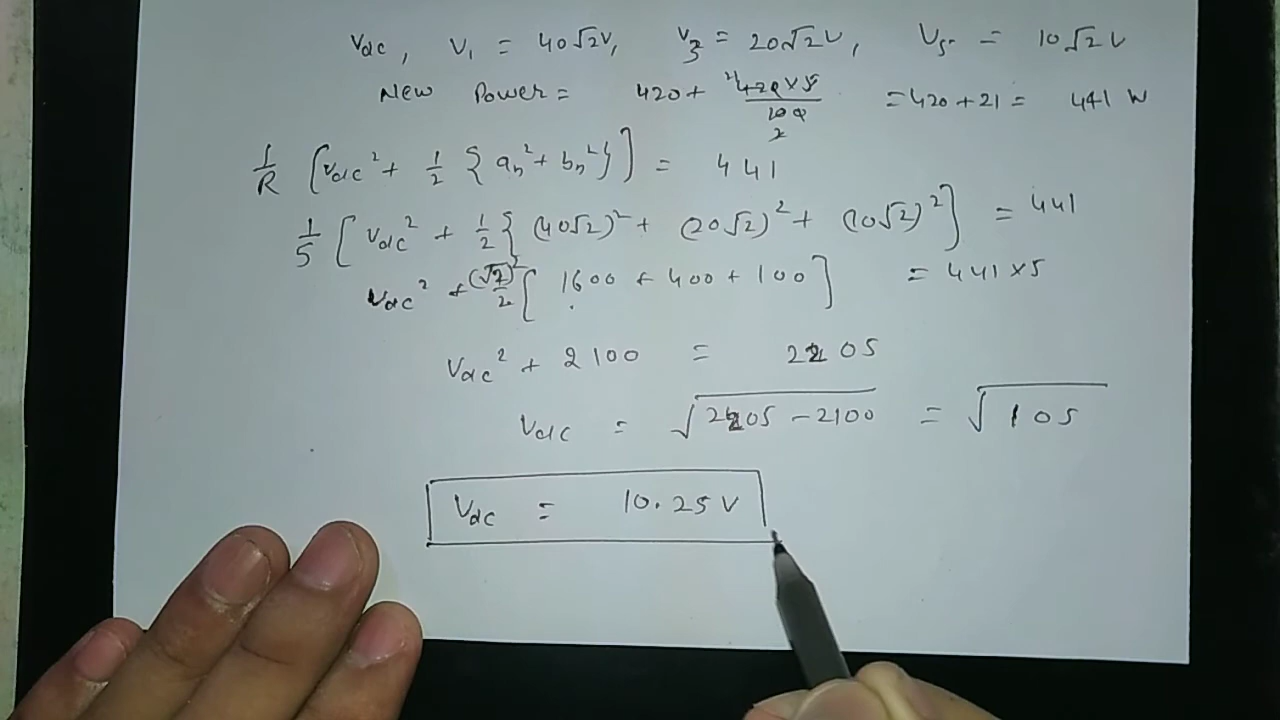 Vdc, V₁ = 40√2V, V₃ = 20√2V, V₅ = 10√2V
New Power = 420 + 420×5/100 = 420+21 = 441 W
1/R [Vdc² + 1/2 {aₙ² + bₙ²}] = 441
1/5 [Vdc² + 1/2 { (40√2)² + (20√2)² + (10√2)²] = 441
Vdc² + (√2)²/2 [1600 + 400 + 100] = 441×5
Vdc² + 2100 = 2205
Vdc = √2205-2100 = √105
Vdc = 10.25 V